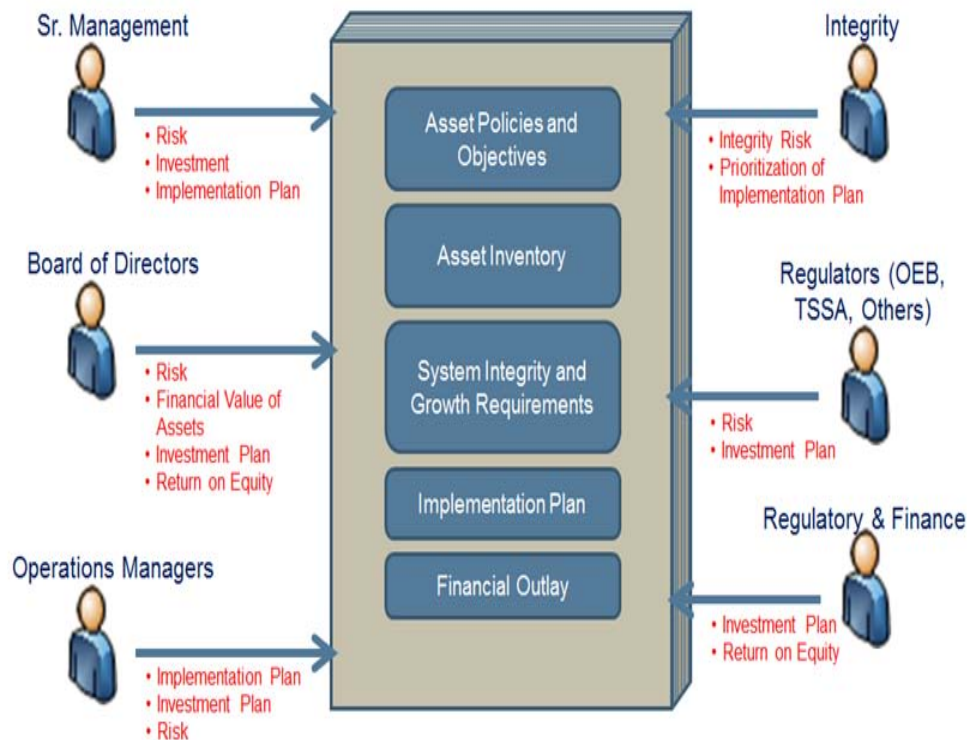 Sr. Management
• Risk
• Investment
• Implementation Plan
Board of Directors
• Risk
• Financial Value of
Assets
• Investment Plan
• Return on Equity
Operations Managers
• Implementation Plan
• Investment Plan
• Risk
Asset Policies and
Objectives
Asset Inventory
System Integrity and
Growth Requirements
Implementation Plan
Financial Outlay
Integrity
• Integrity Risk
• Prioritization of
Implementation Plan
Regulators (OEB,
TSSA, Others)
• Risk
• Investment Plan
Regulatory & Finance
• Investment Plan
• Return on Equity